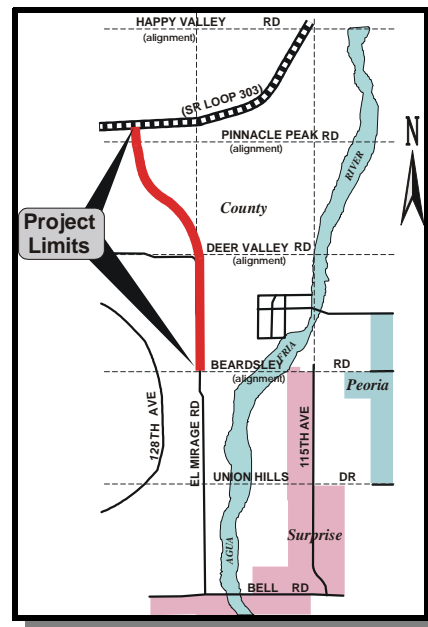 HAPPY VALLEY RD
(alignment)
(SR LOOP 303)
PINNACLE PEAK RD
(alignment)
N
RIVER
County
Project
Limits
DEER VALLEY RD
(alignment)
FRIA
BEARDSLEY RD
(alignment)
Peoria
128TH AVE
EL MIRAGE RD
115TH AVE
UNION HILLS DR
Surprise
AGUA
BELL RD